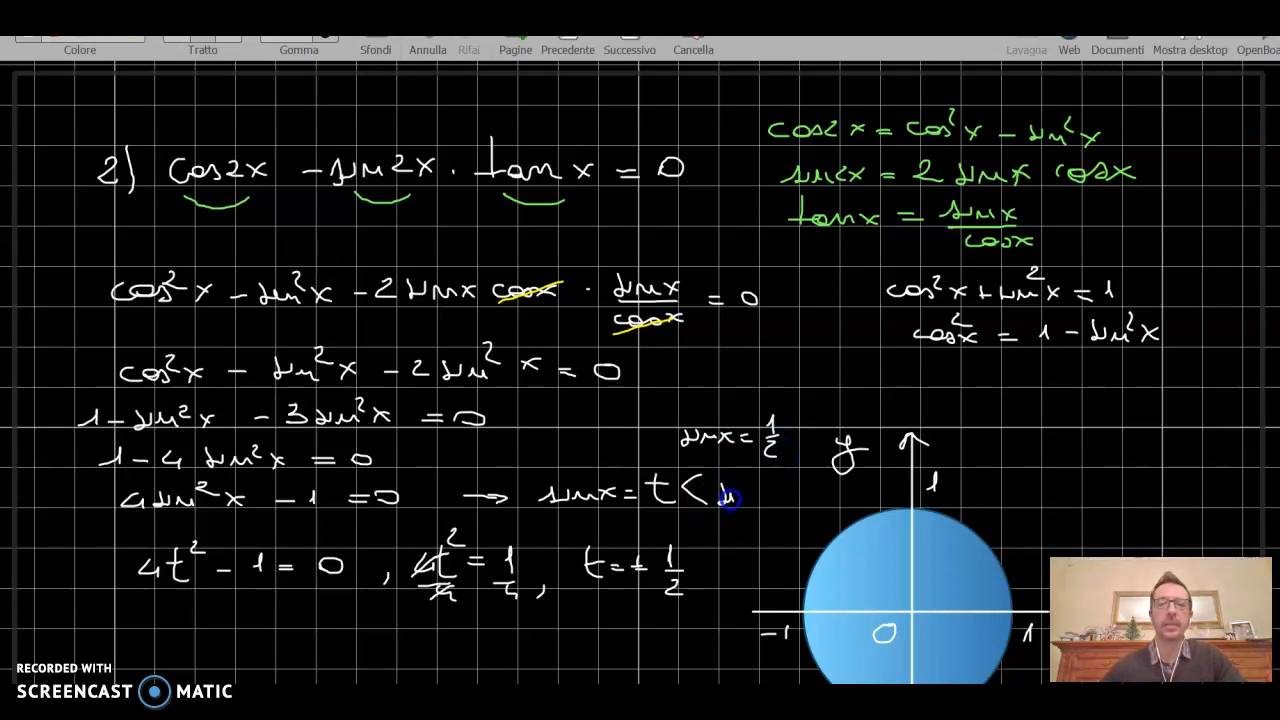 Colore Tratto Gomma Sfondi Annulla Rifai Pagine Precedente Successivo Cancella Lavagna Web Documenti Mostra desktop OpenBoa
2) cos2x - sin2x · tanx = 0
cos2x = cos²x - sin²x
sin2x = 2 sinx cosx
tanx = sinx/cosx
cos²x - sin²x - 2 sinx cosx · sinx/cosx = 0
cos²x + sin²x = 1
cos²x = 1 - sin²x
cos²x - sin²x - 2 sin²x = 0
1 - sin²x - 3 sin²x = 0
1 - 4 sin²x = 0
4 sin²x - 1 = 0 → sinx = t <
sinx = 1/2
4t² - 1 = 0 , 4t²/4 = 1/4 , t = ± 1/2
y
1
-1 0 1
RECORDED WITH
SCREENCAST MATIC